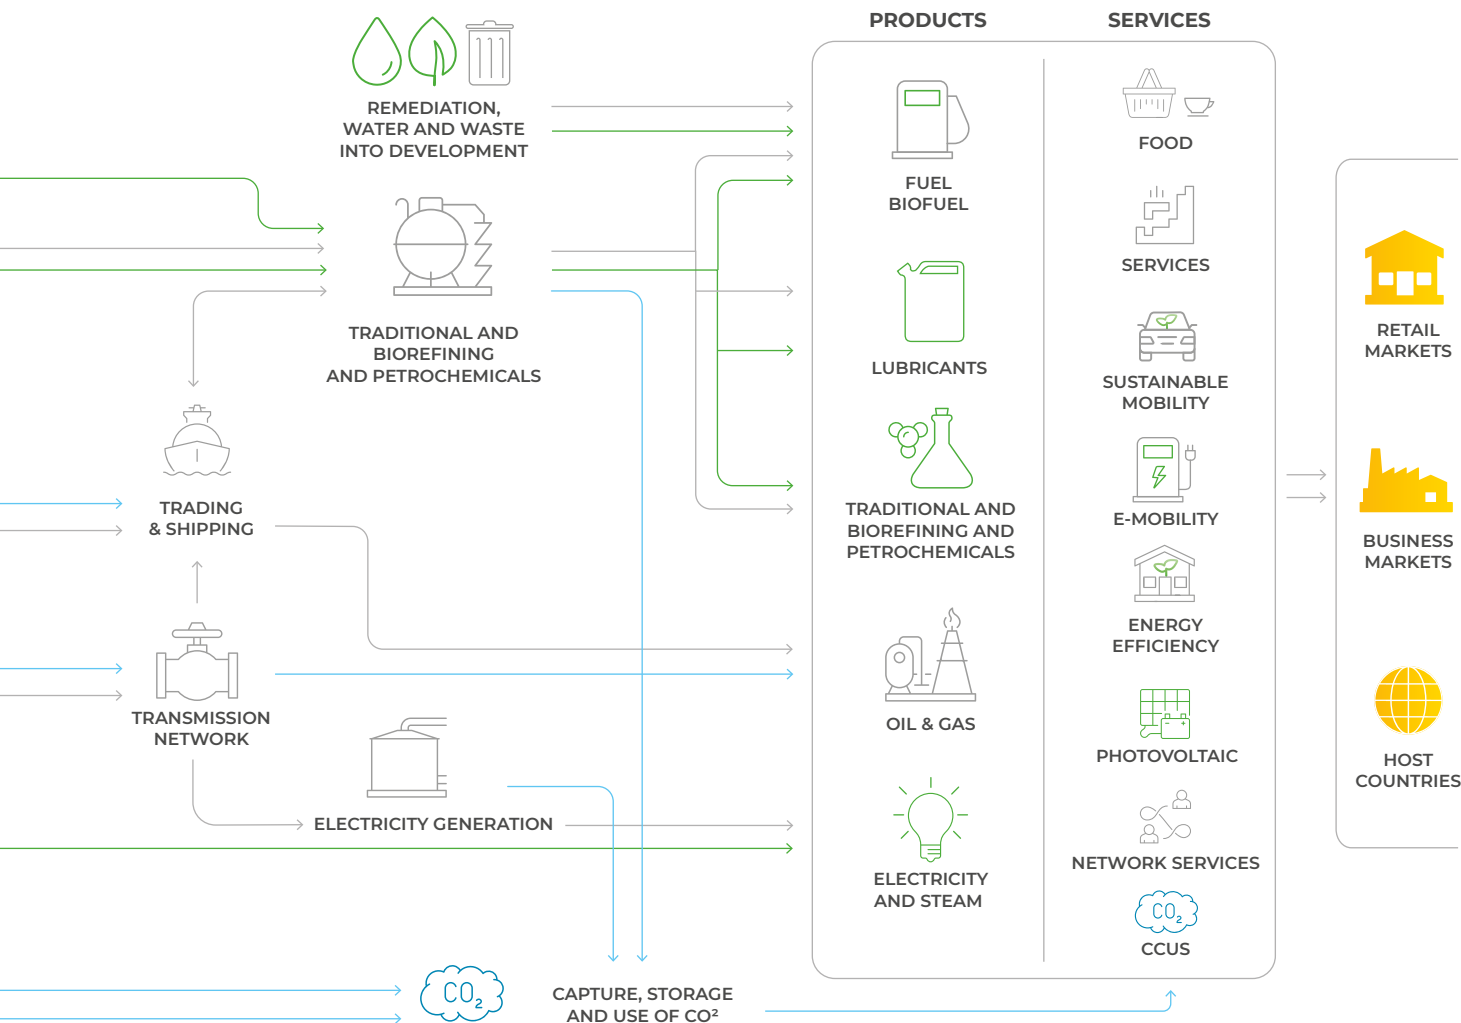 PRODUCTS
SERVICES
REMEDIATION,
WATER AND WASTE
INTO DEVELOPMENT
TRADITIONAL AND
BIOREFINING
AND PETROCHEMICALS
TRADING
& SHIPPING
TRANSMISSION
NETWORK
ELECTRICITY GENERATION
CO2
CAPTURE, STORAGE
AND USE OF CO²
FUEL
BIOFUEL
LUBRICANTS
TRADITIONAL AND
BIOREFINING AND
PETROCHEMICALS
OIL & GAS
ELECTRICITY
AND STEAM
FOOD
SERVICES
SUSTAINABLE
MOBILITY
E-MOBILITY
ENERGY
EFFICIENCY
PHOTOVOLTAIC
NETWORK SERVICES
CO2
CCUS
RETAIL
MARKETS
BUSINESS
MARKETS
HOST
COUNTRIES